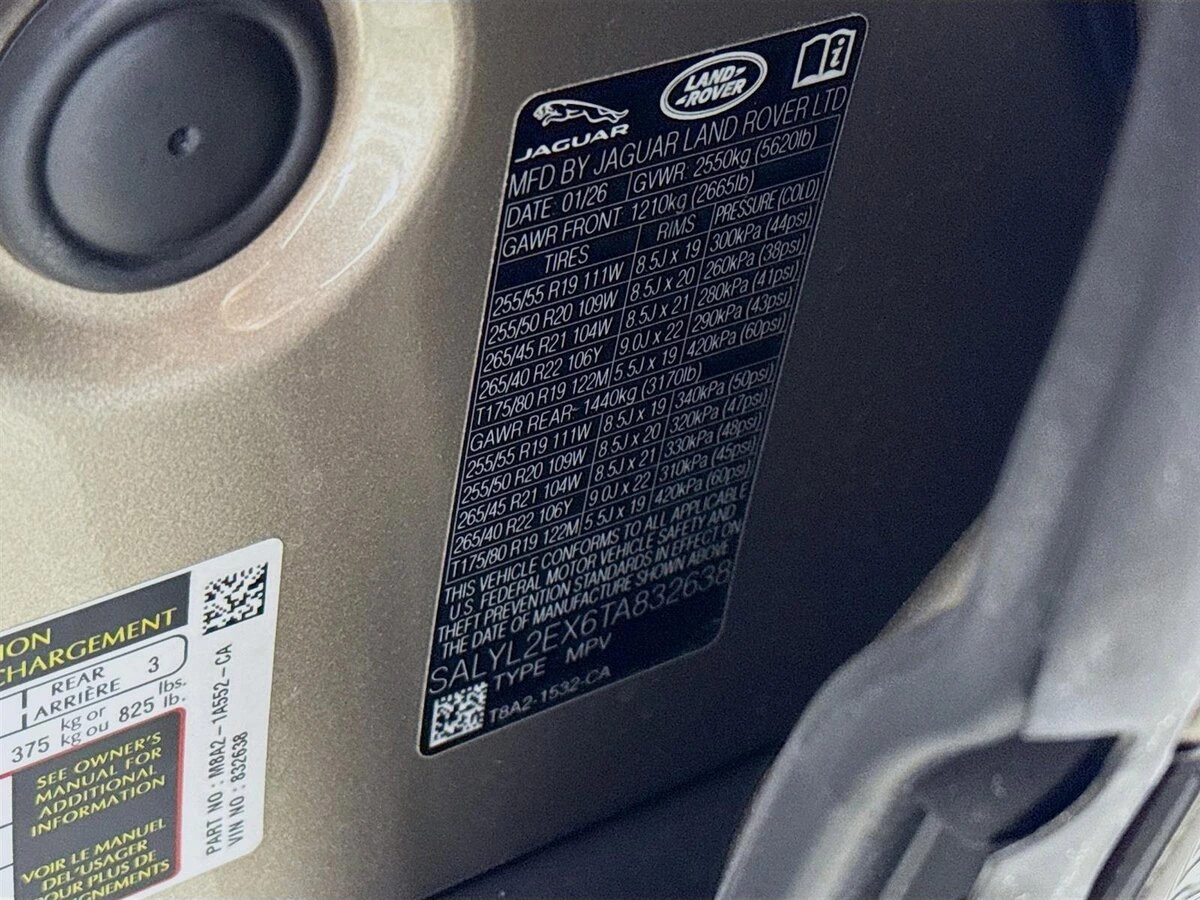 JAGUAR
LAND-ROVER
MFD BY JAGUAR LAND ROVER LTD
DATE: 01/26 GVWR: 2550kg (5620lb)
GAWR FRONT: 1210kg (2665lb)
TIRES RIMS PRESSURE (COLD)
255/55 R19 111W 8.5J x 19 300kPa (44psi)
255/50 R20 109W 8.5J x 20 260kPa (38psi)
265/45 R21 104W 8.5J x 21 280kPa (41psi)
265/40 R22 106Y 9.0J x 22 290kPa (43psi)
T175/80 R19 122M 5.5J x 19 420kPa (60psi)
GAWR REAR- 1440kg (3170lb)
255/55 R19 111W 8.5J x 19 340kPa (50psi)
255/50 R20 109W 8.5J x 20 320kPa (47psi)
265/45 R21 104W 8.5J x 21 330kPa (48psi)
265/40 R22 106Y 9.0J x 22 310kPa (45psi)
T175/80 R19 122M 5.5J x 19 420kPa (60psi)
THIS VEHICLE CONFORMS TO ALL APPLICABLE
U.S. FEDERAL MOTOR VEHICLE SAFETY AND
THEFT PREVENTION STANDARDS IN EFFECT ON
THE DATE OF MANUFACTURE SHOWN ABOVE
SALYL2EX6TA832638
TYPE MPV
T8A2-1532-CA
ION
CHARGEMENT
REAR 3
ARRIÈRE
375 kg or kg ou 825 lbs. lb.
SEE OWNER'S
MANUAL FOR
ADDITIONAL
INFORMATION
VOIR LE MANUEL
DEL'USAGER
POUR PLUS DE
GNEMENTS
PART NO : M8A2-1A552-CA
VIN NO : 832638